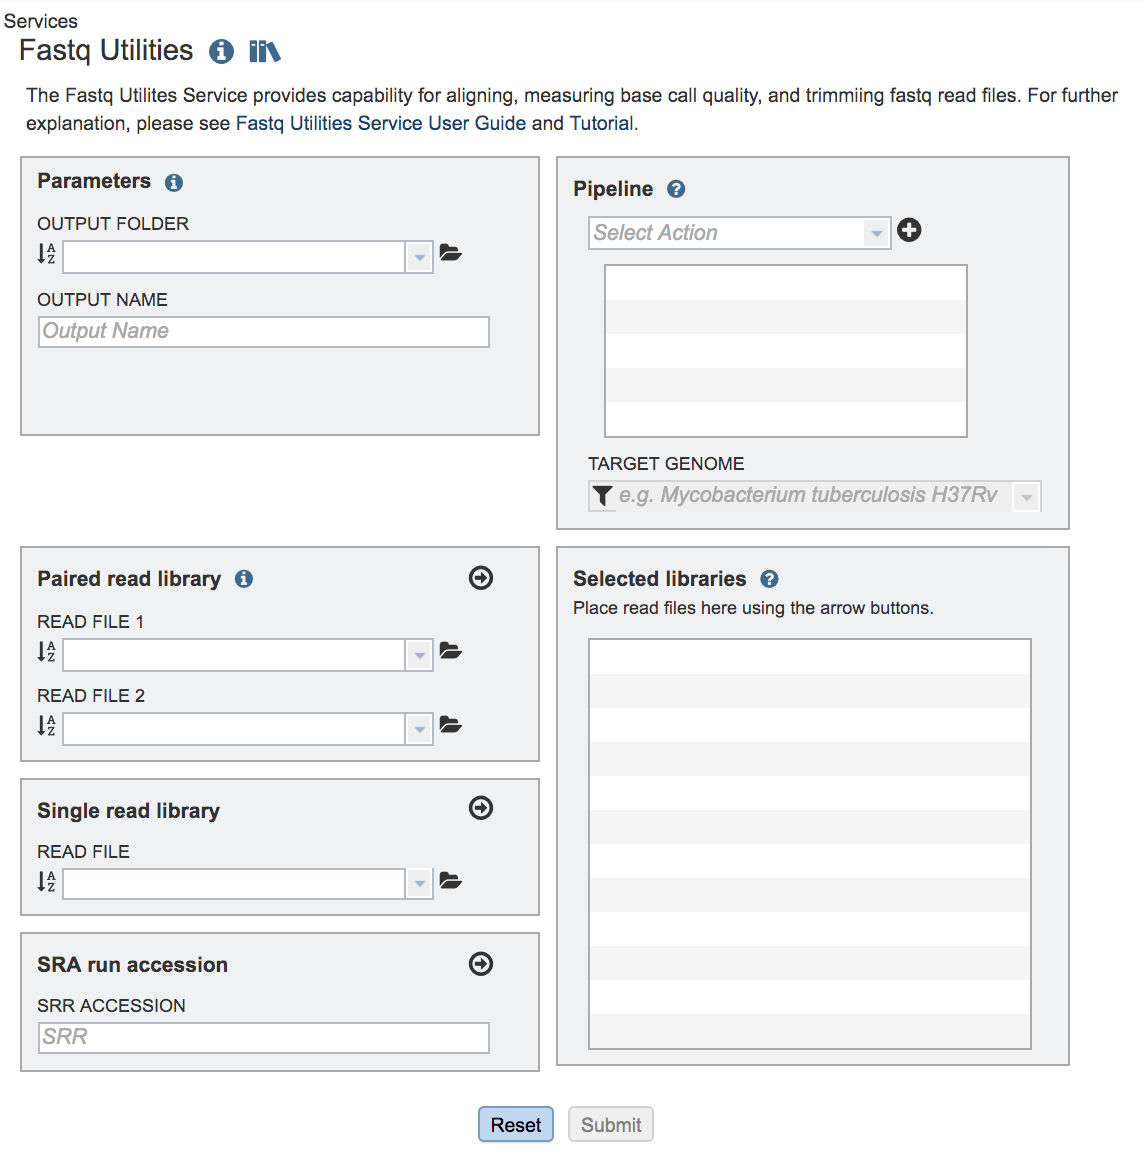 Services
Fastq Utilities
The Fastq Utilites Service provides capability for aligning, measuring base call quality, and trimmiing fastq read files. For further
explanation, please see Fastq Utilities Service User Guide and Tutorial.
Parameters
OUTPUT FOLDER
OUTPUT NAME
Output Name
Pipeline
Select Action
TARGET GENOME
e.g. Mycobacterium tuberculosis H37Rv
Paired read library
READ FILE 1
READ FILE 2
Single read library
READ FILE
SRA run accession
SRR ACCESSION
SRR
Selected libraries
Place read files here using the arrow buttons.
Reset
Submit